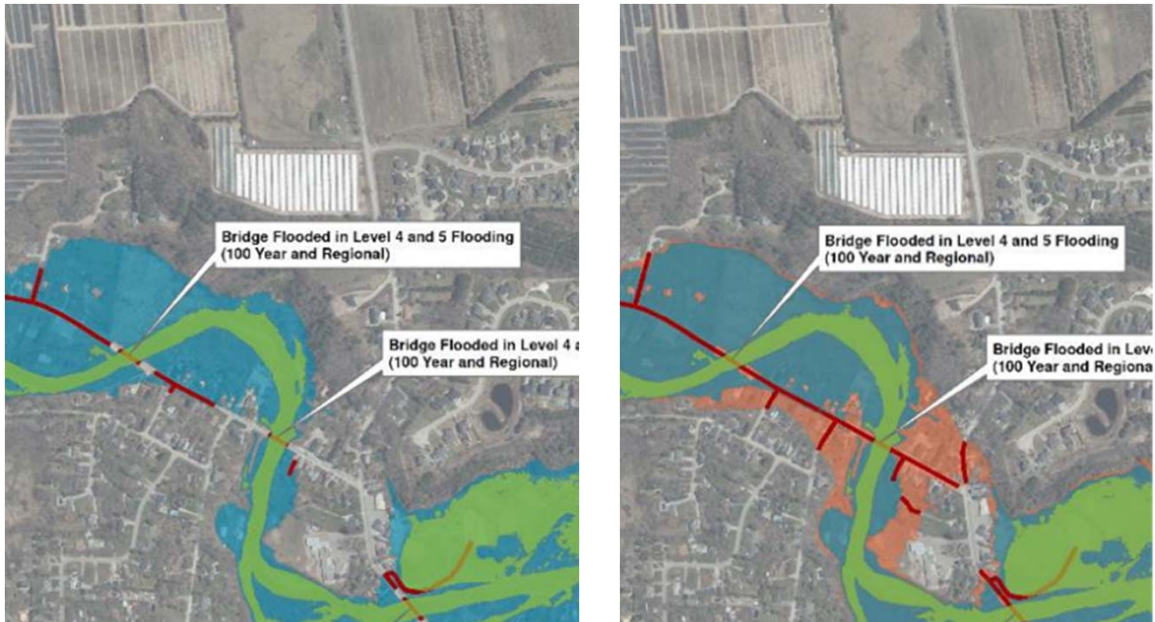 Bridge Flooded in Level 4 and 5 Flooding
(100 Year and Regional)
Bridge Flooded in Level 4
(100 Year and Regional)
Bridge Flooded in Level 4 and 5 Flooding
(100 Year and Regional)
Bridge Flooded in Lev
(100 Year and Regiona